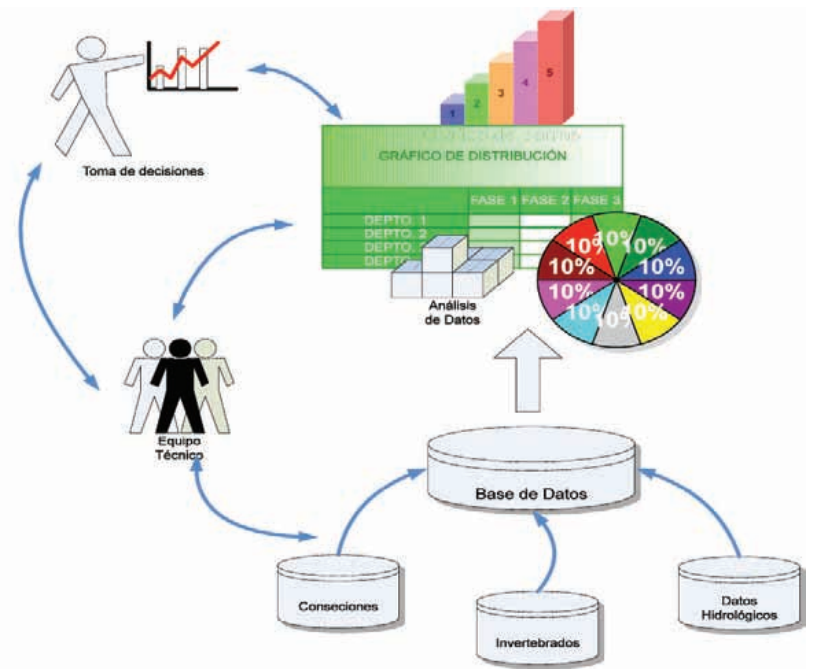 1
2
3
4
5
GRÁFICO DE DISTRIBUCIÓN
FASE 1 FASE 2 FASE 3
DEPTO. 1
DEPTO. 2
DEPTO.
DEPTO
Toma de decisiones
10%
10%
10%
10%
10%
10%
10%
10%
10%
10%
Análisis
de Datos
Equipo
Técnico
Base de Datos
Conseciones
Invertebrados
Datos
Hidrológicos